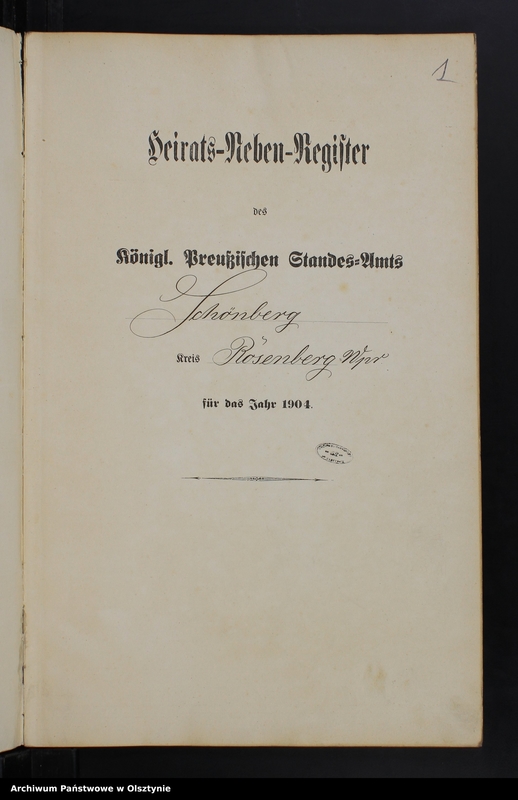 1
Heirats-Neben-Register
des
Königl. Preußischen Standes-Amts
Schönberg
Kreis Rösenberg Wpr.
für das Jahr 1904.
Archiwum Państwowe w Olsztynie